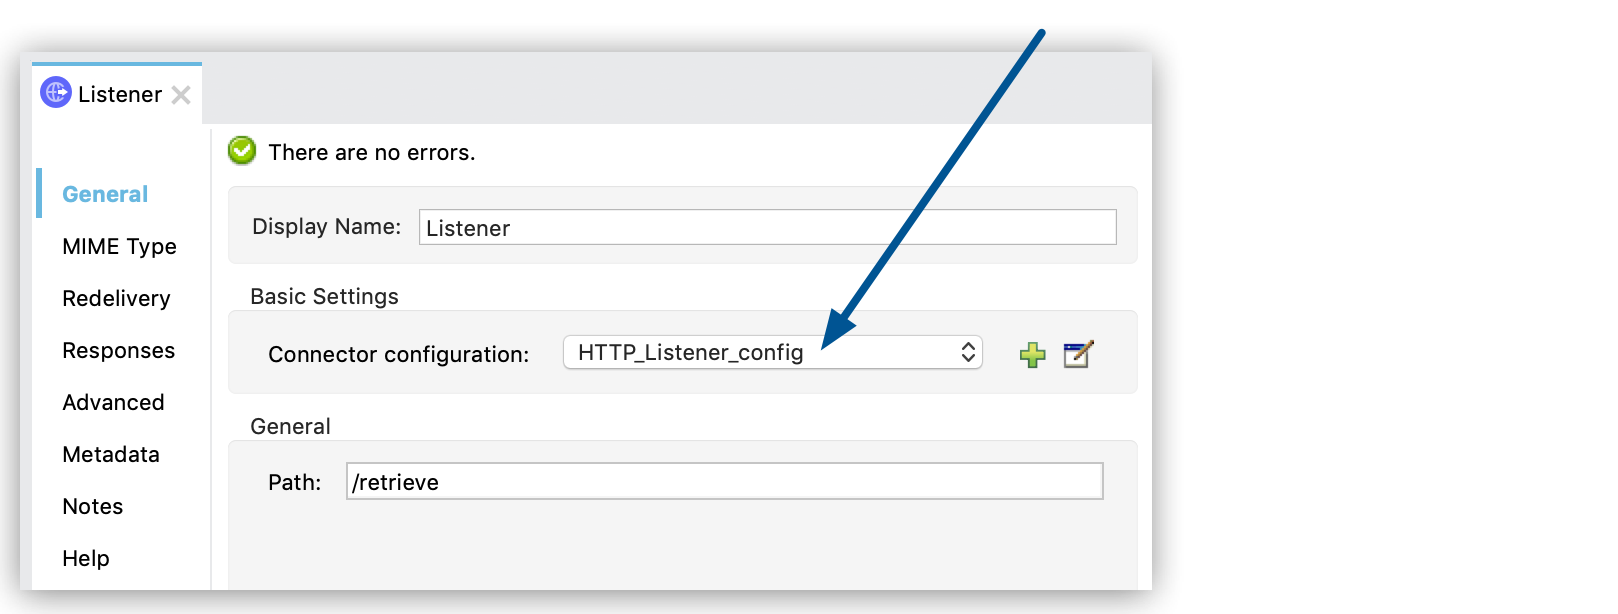 Listener
There are no errors.
General
MIME Type
Redelivery
Responses
Advanced
Metadata
Notes
Help
Display Name: Listener
Basic Settings
Connector configuration: HTTP_Listener_config
General
Path: /retrieve